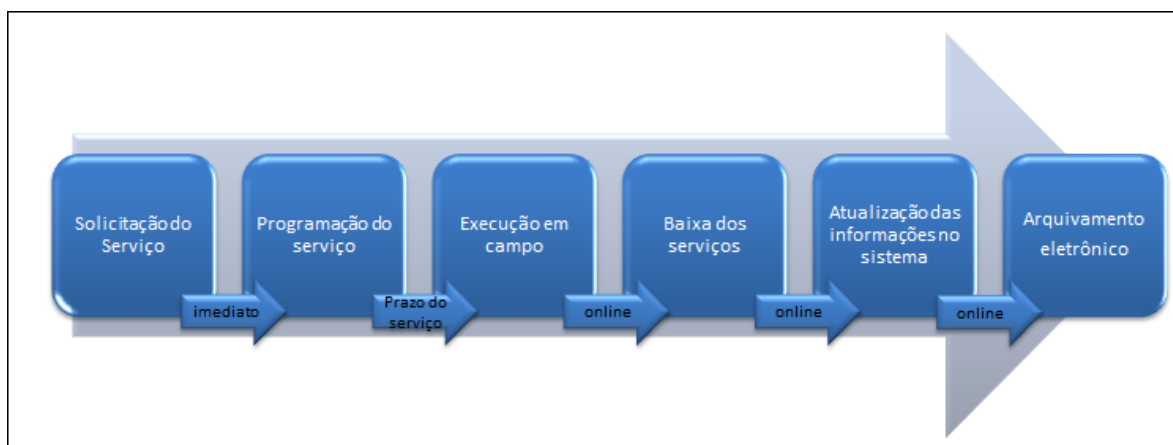 Solicitação do
Serviço
Programação do
serviço
Execução em
campo
Baixa dos
serviços
Atualização das
informações no
sistema
Arquivamento
eletrônico
imediato
Prazo do
serviço
online
online
online